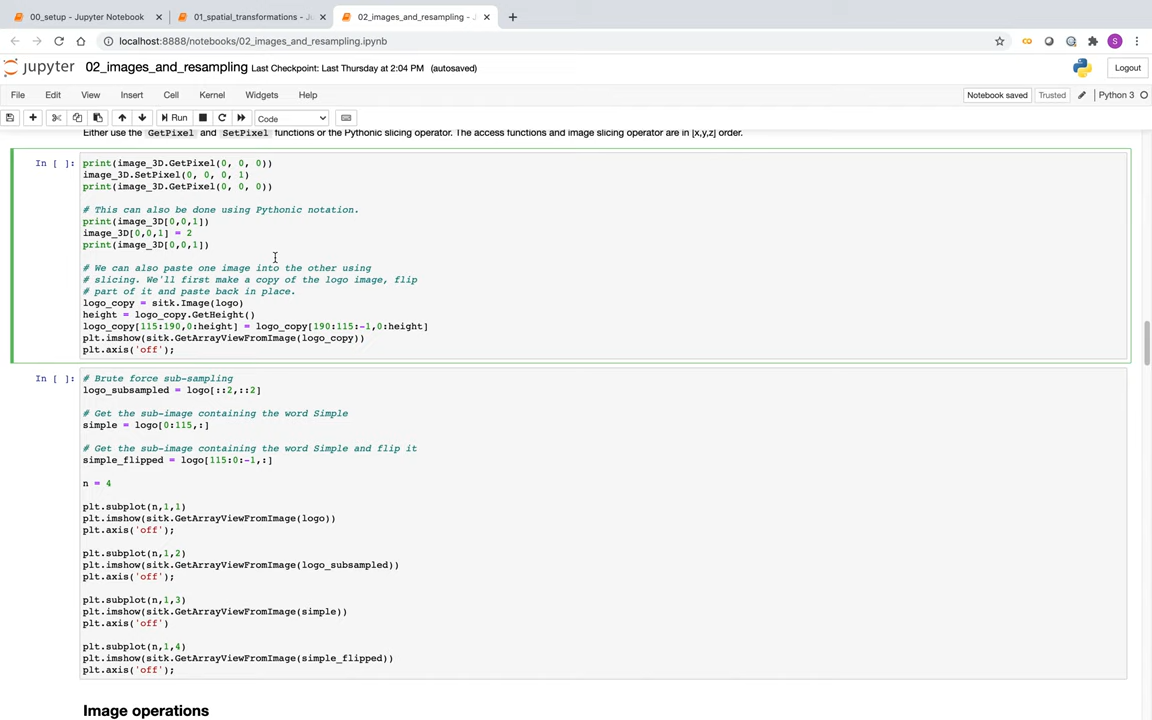 00_setup - Jupyter Notebook
01_spatial_transformations - Ju
02_images_and_resampling - J
localhost:8888/notebooks/02_images_and_resampling.ipynb
S
jupyter 02_images_and_resampling Last Checkpoint: Last Thursday at 2:04 PM (autosaved)
Logout
File Edit View Insert Cell Kernel Widgets Help
Notebook saved Trusted Python 3
Run Code
Either use the GetPixel and SetPixel functions or the Pythonic slicing operator. The access functions and image slicing operator are in [x,y,z] order.
In [ ]: print(image_3D.GetPixel(0, 0, 0))
image_3D.SetPixel(0, 0, 0, 1)
print(image_3D.GetPixel(0, 0, 0))
# This can also be done using Pythonic notation.
print(image_3D[0,0,1])
image_3D[0,0,1] = 2
print(image_3D[0,0,1])
# We can also paste one image into the other using
# slicing. We'll first make a copy of the logo image, flip
# part of it and paste back in place.
logo_copy = sitk.Image(logo)
height = logo_copy.GetHeight()
logo_copy[115:190,0:height] = logo_copy[190:115:-1,0:height]
plt.imshow(sitk.GetArrayViewFromImage(logo_copy))
plt.axis('off');
In [ ]: # Brute force sub-sampling
logo_subsampled = logo[::2,::2]
# Get the sub-image containing the word Simple
simple = logo[0:115,:]
# Get the sub-image containing the word Simple and flip it
simple_flipped = logo[115:0:-1,:]
n = 4
plt.subplot(n,1,1)
plt.imshow(sitk.GetArrayViewFromImage(logo))
plt.axis('off');
plt.subplot(n,1,2)
plt.imshow(sitk.GetArrayViewFromImage(logo_subsampled))
plt.axis('off');
plt.subplot(n,1,3)
plt.imshow(sitk.GetArrayViewFromImage(simple))
plt.axis('off')
plt.subplot(n,1,4)
plt.imshow(sitk.GetArrayViewFromImage(simple_flipped))
plt.axis('off');
Image operations